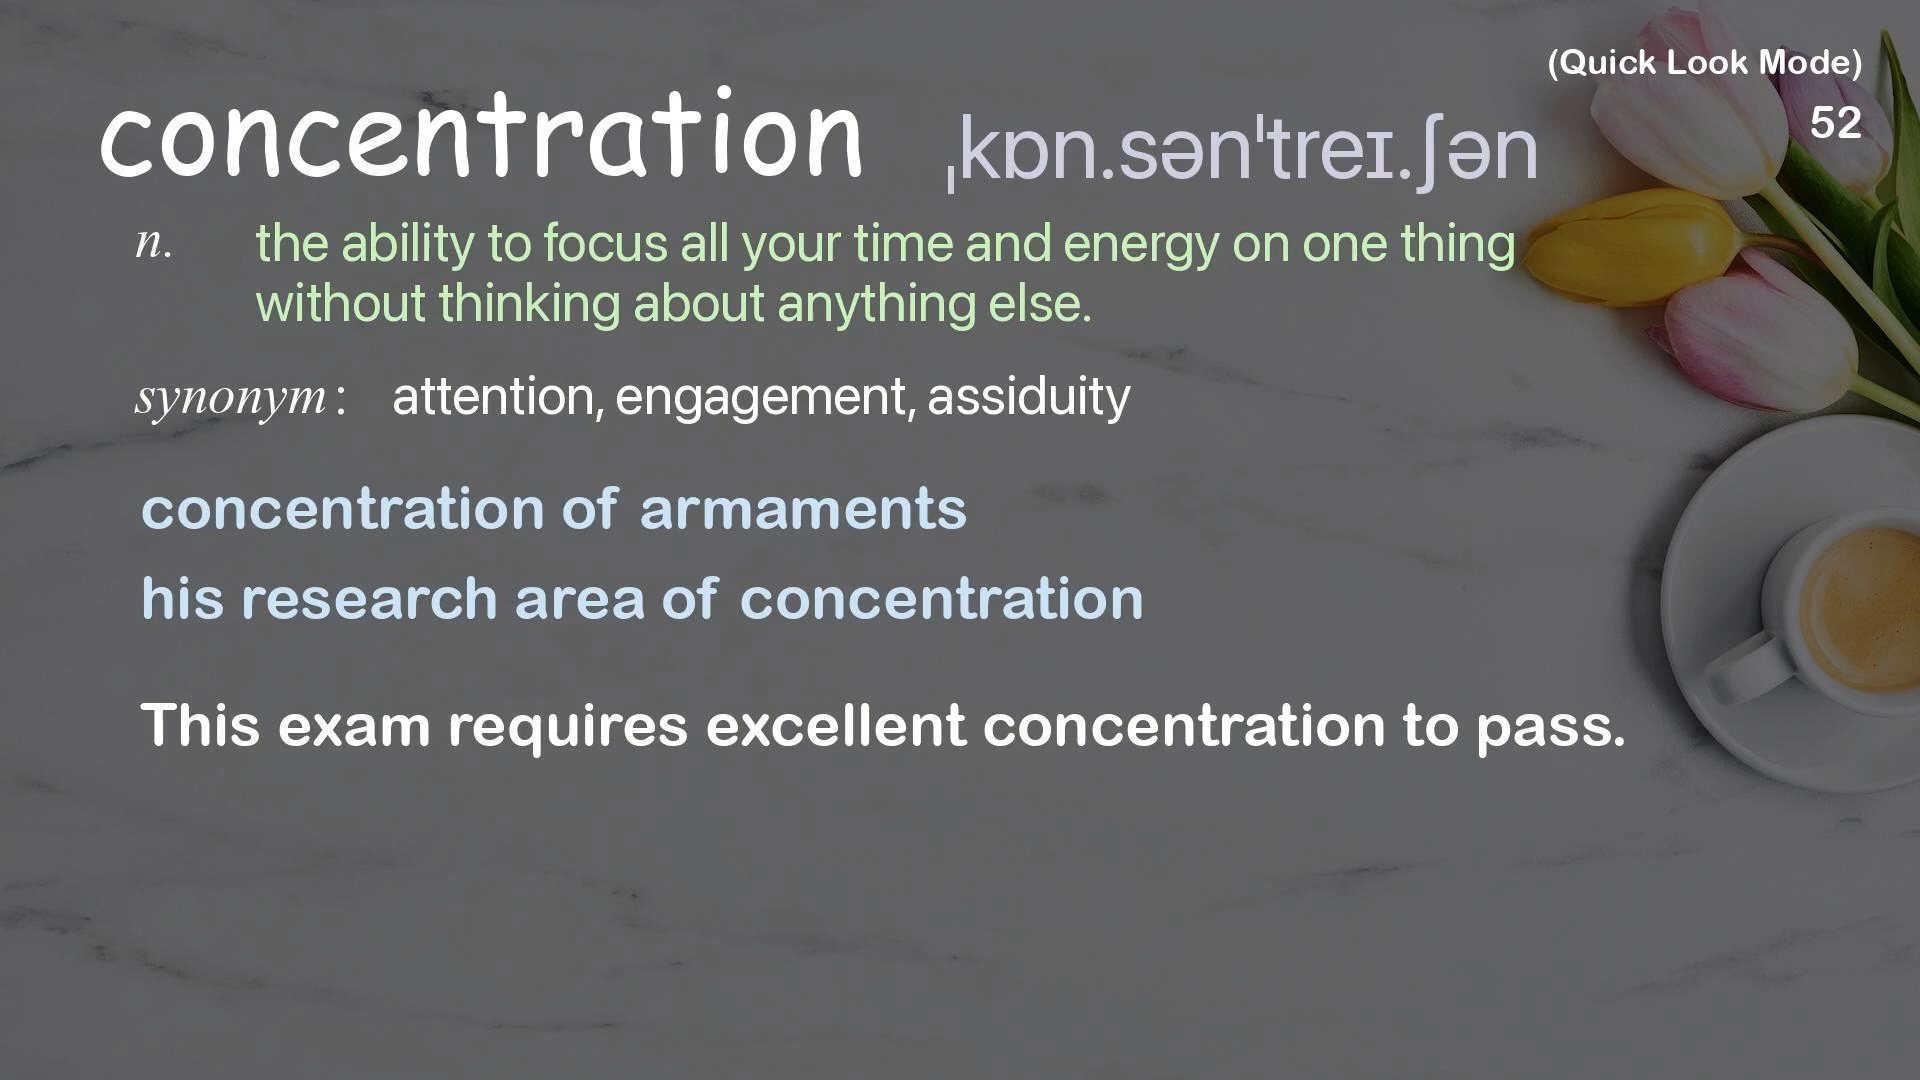 (Quick Look Mode)
52
concentration ˌkɒn.sənˈtreɪ.ʃən
n. the ability to focus all your time and energy on one thing
without thinking about anything else.
synonym: attention, engagement, assiduity
concentration of armaments
his research area of concentration
This exam requires excellent concentration to pass.